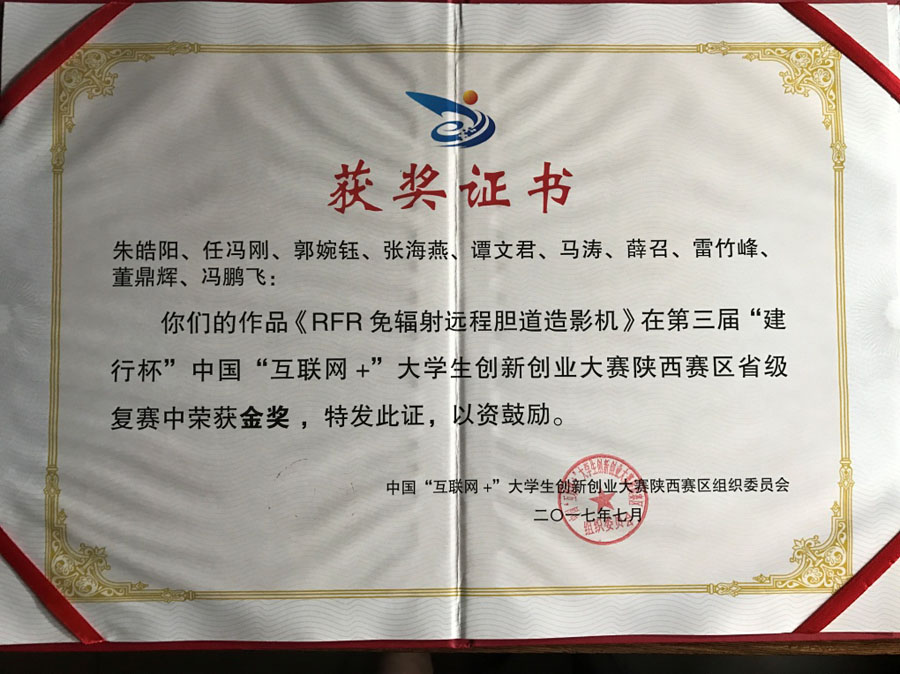 获奖证书
朱皓阳、任冯刚、郭婉钰、张海燕、谭文君、马涛、薛召、雷竹峰、
董鼎辉、冯鹏飞：
你们的作品《RFR 免辐射远程胆道造影机》在第三届“建
行杯”中国“互联网 +”大学生创新创业大赛陕西赛区省级
复赛中荣获金奖，特发此证，以资鼓励。
中国“互联网 +”大学生创新创业大赛陕西赛区组织委员会
二〇一七年七月
组织委员会